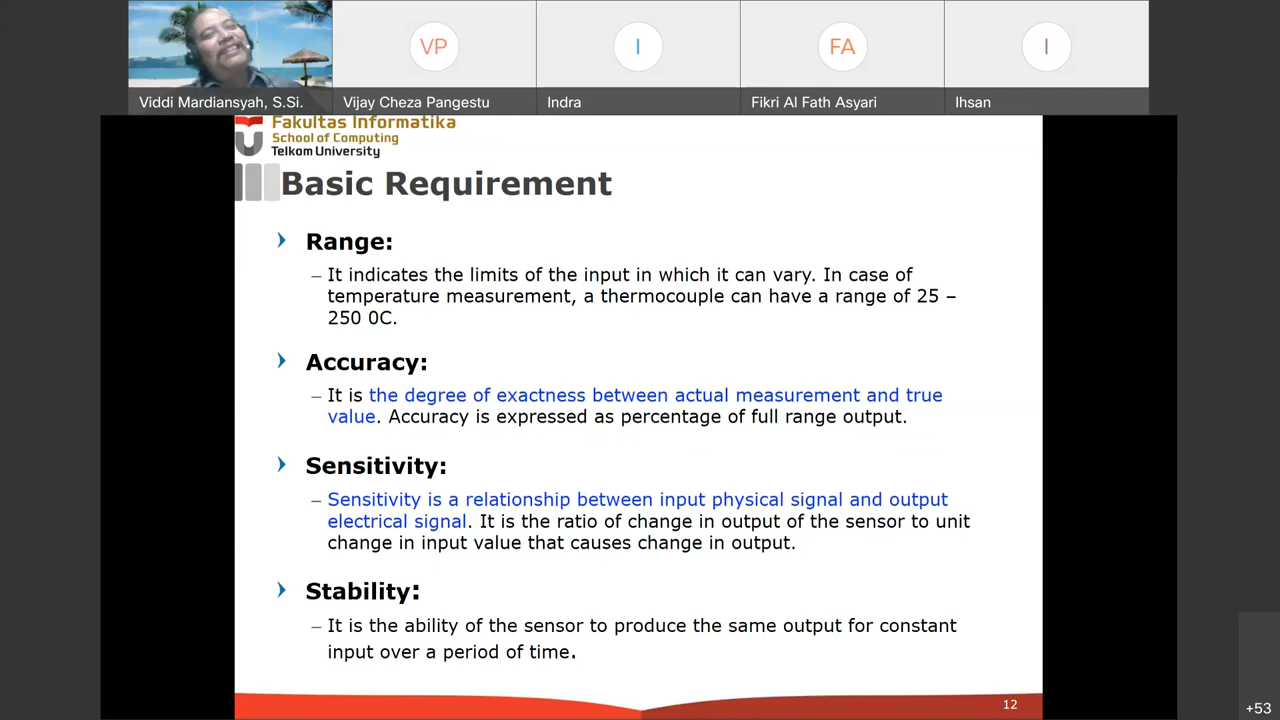 VP
I
FA
I
Viddi Mardiansyah, S.Si.
Vijay Cheza Pangestu
Indra
Fikri Al Fath Asyari
Ihsan
Fakultas Informatika
School of Computing
Telkom University
Basic Requirement
Range:
– It indicates the limits of the input in which it can vary. In case of
temperature measurement, a thermocouple can have a range of 25 –
250 0C.
Accuracy:
– It is the degree of exactness between actual measurement and true
value. Accuracy is expressed as percentage of full range output.
Sensitivity:
– Sensitivity is a relationship between input physical signal and output
electrical signal. It is the ratio of change in output of the sensor to unit
change in input value that causes change in output.
Stability:
– It is the ability of the sensor to produce the same output for constant
input over a period of time.
12
+53